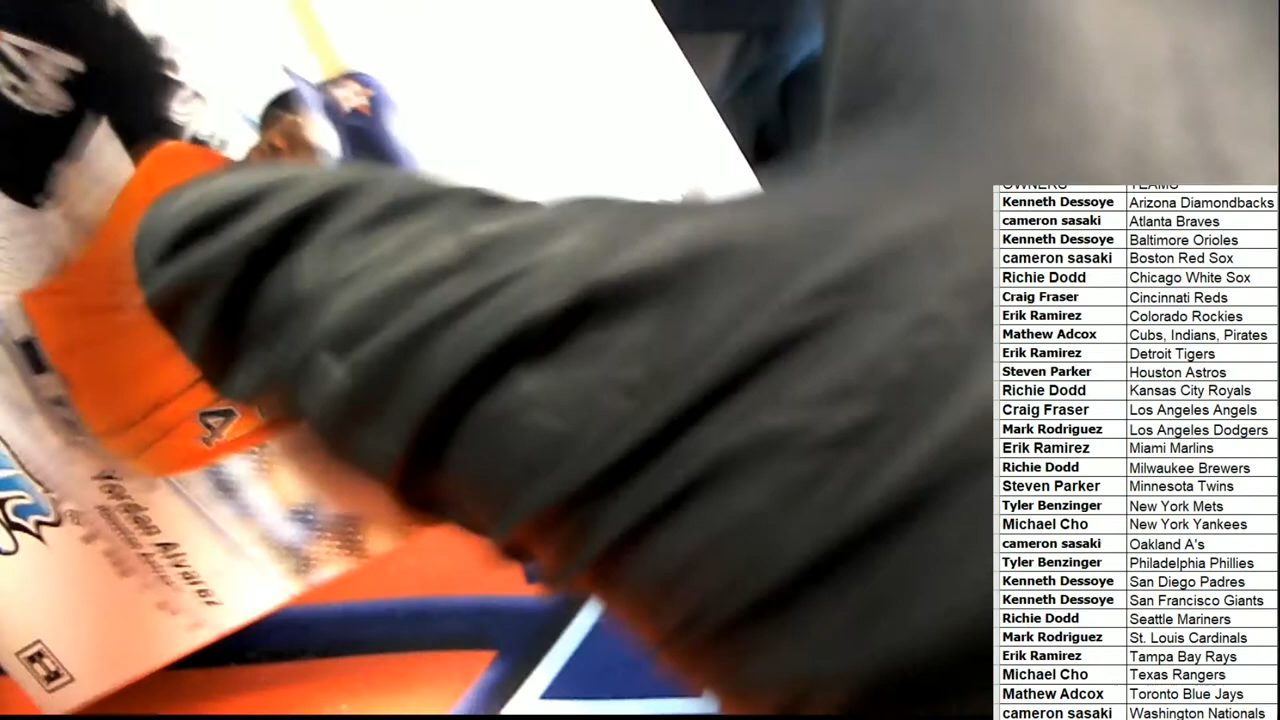 OWNERS TEAMS
Kenneth Dessoye Arizona Diamondbacks
cameron sasaki Atlanta Braves
Kenneth Dessoye Baltimore Orioles
cameron sasaki Boston Red Sox
Richie Dodd Chicago White Sox
Craig Fraser Cincinnati Reds
Erik Ramirez Colorado Rockies
Mathew Adcox Cubs, Indians, Pirates
Erik Ramirez Detroit Tigers
Steven Parker Houston Astros
Richie Dodd Kansas City Royals
Craig Fraser Los Angeles Angels
Mark Rodriguez Los Angeles Dodgers
Erik Ramirez Miami Marlins
Richie Dodd Milwaukee Brewers
Steven Parker Minnesota Twins
Tyler Benzinger New York Mets
Michael Cho New York Yankees
cameron sasaki Oakland A's
Tyler Benzinger Philadelphia Phillies
Kenneth Dessoye San Diego Padres
Kenneth Dessoye San Francisco Giants
Richie Dodd Seattle Mariners
Mark Rodriguez St. Louis Cardinals
Erik Ramirez Tampa Bay Rays
Michael Cho Texas Rangers
Mathew Adcox Toronto Blue Jays
cameron sasaki Washington Nationals
4
Yordan Alvarez